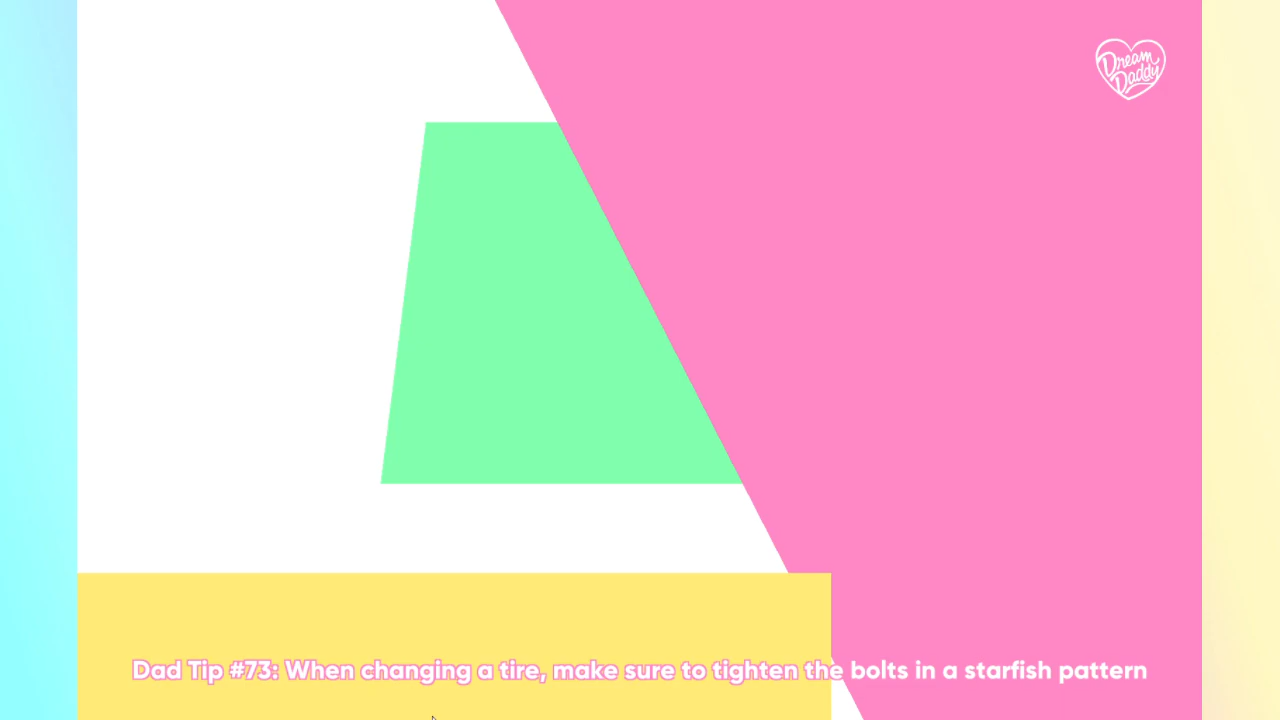 Dream
Daddy
Dad Tip #73: When changing a tire, make sure to tighten the bolts in a starfish pattern